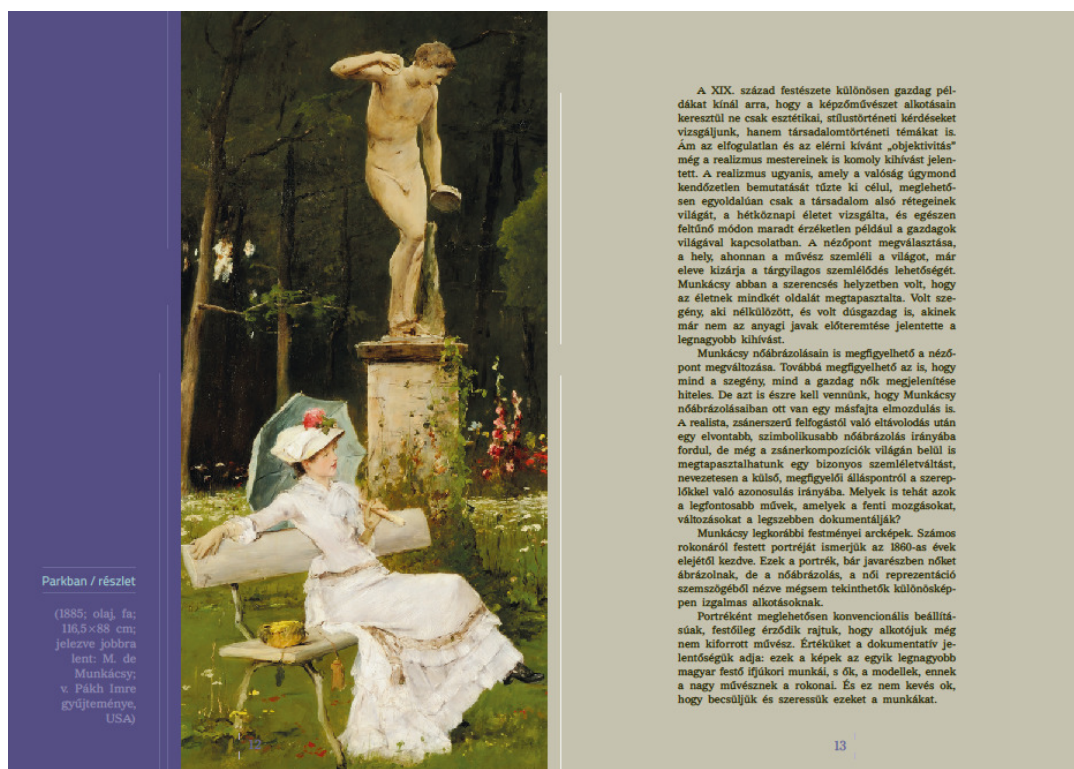 Parkban / részlet
(1885; olaj, fa;
116,5×88 cm;
jelezve jobbra
lent: M. de
Munkácsy;
v. Pákh Imre
gyűjteménye,
USA)
12
A XIX. század festészete különösen gazdag pél-
dákat kínál arra, hogy a képzőművészet alkotásain
keresztül ne csak esztétikai, stílustörténeti kérdéseket
vizsgáljunk, hanem társadalomtörténeti témákat is.
Ám az elfogulatlan és az elérni kívánt „objektivitás"
még a realizmus mestereinek is komoly kihívást jelen-
tett. A realizmus ugyanis, amely a valóság úgymond
kendőzetlen bemutatását tűzte ki célul, meglehető-
sen egyoldalúan csak a társadalom alsó rétegeinek
világát, a hétköznapi életet vizsgálta, és egészen
feltűnő módon maradt érzéketlen például a gazdagok
világával kapcsolatban. A nézőpont megválasztása,
a hely, ahonnan a művész szemléli a világot, már
eleve kizárja a tárgyilagos szemlélődés lehetőségét.
Munkácsy abban a szerencsés helyzetben volt, hogy
az életnek mindkét oldalát megtapasztalta. Volt sze-
gény, aki nélkülözött, és volt dúsgazdag is, akinek
már nem az anyagi javak előteremtése jelentette a
legnagyobb kihívást.
Munkácsy nőábrázolásain is megfigyelhető a néző-
pont megváltozása. Továbbá megfigyelhető az is, hogy
mind a szegény, mind a gazdag nők megjelenítése
hiteles. De azt is észre kell vennünk, hogy Munkácsy
nőábrázolásaiban ott van egy másfajta elmozdulás is.
A realista, zsánerszerű felfogástól való eltávolodás után
egy elvontabb, szimbolikusabb nőábrázolás irányába
fordul, de még a zsánerkompozíciók világán belül is
megtapasztalhatunk egy bizonyos szemléletváltást,
nevezetesen a külső, megfigyelői álláspontról a szerep-
lőkkel való azonosulás irányába. Melyek is tehát azok
a legfontosabb művek, amelyek a fenti mozgásokat,
változásokat a legszebben dokumentálják?
Munkácsy legkorábbi festményei arcképek. Számos
rokonáról festett portréját ismerjük az 1860-as évek
elejétől kezdve. Ezek a portrék, bár javarészben nőket
ábrázolnak, de a nőábrázolás, a női reprezentáció
szemszögéből nézve mégsem tekinthetők különöskép-
pen izgalmas alkotásoknak.
Portréként meglehetősen konvencionális beállítá-
súak, festőileg érződik rajtuk, hogy alkotójuk még
nem kiforrott művész. Értéküket a dokumentatív je-
lentőségük adja: ezek a képek az egyik legnagyobb
magyar festő ifjúkori munkái, s ők, a modellek, ennek
a nagy művésznek a rokonai. És ez nem kevés ok,
hogy becsüljük és szeressük ezeket a munkákat.
13